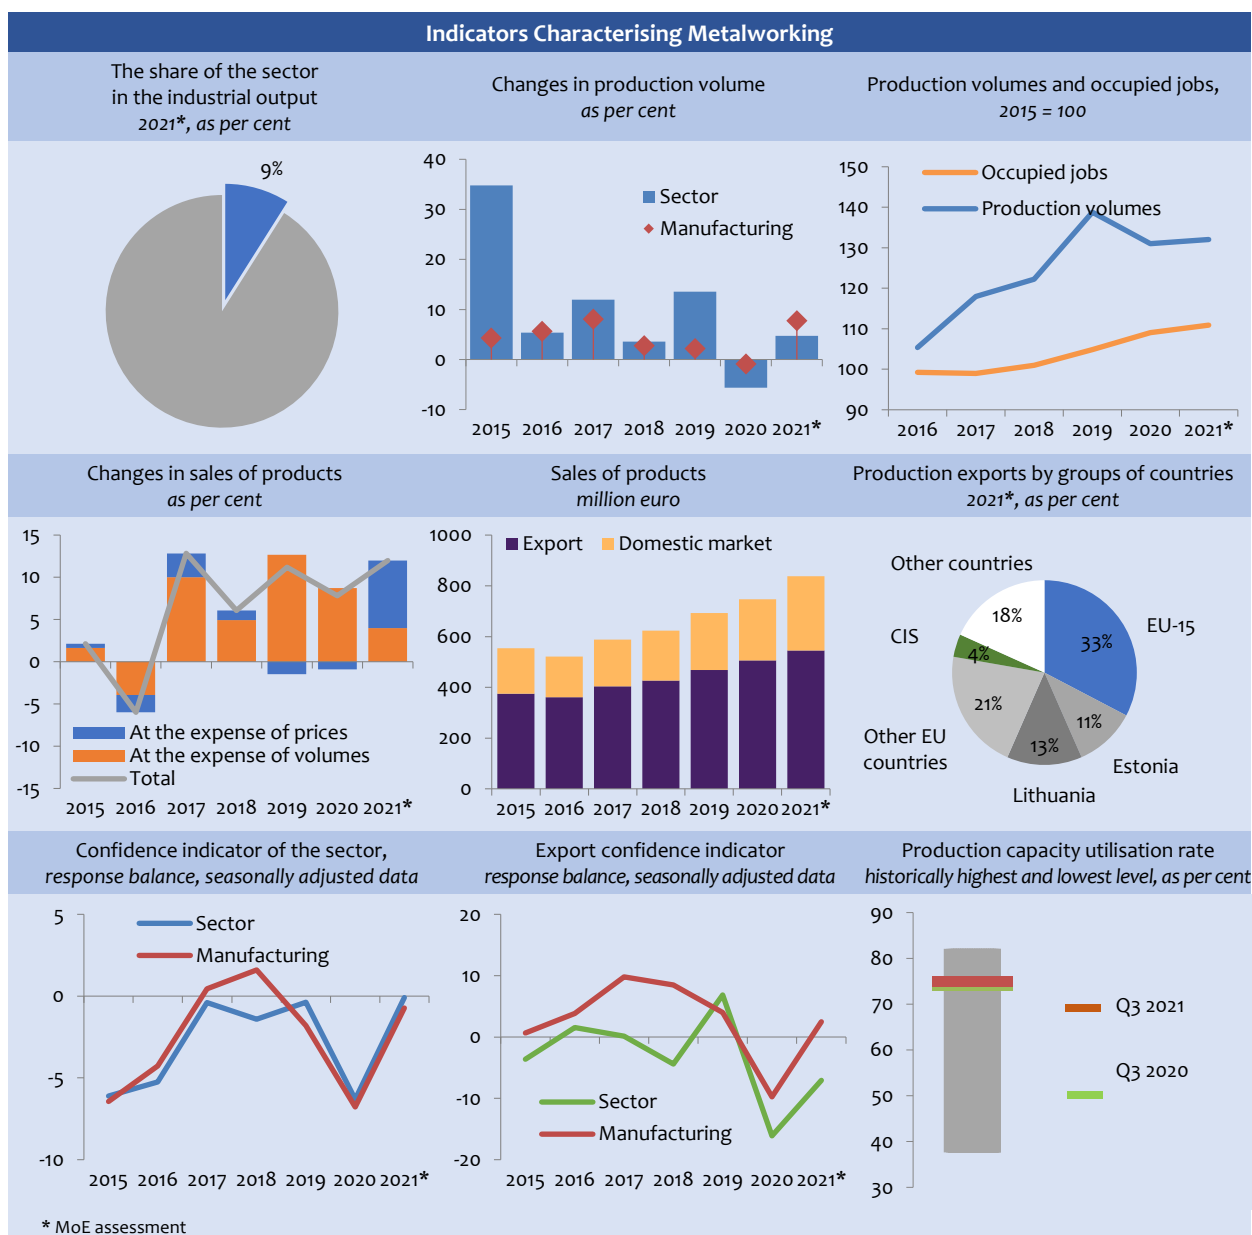 Indicators Characterising Metalworking
The share of the sector
in the industrial output
2021*, as per cent
9%
Changes in production volume
as per cent
40
30
20
10
0
-10
Sector
Manufacturing
2015 2016 2017 2018 2019 2020 2021*
Production volumes and occupied jobs,
2015 = 100
150
140
130
120
110
100
90
Occupied jobs
Production volumes
2016 2017 2018 2019 2020 2021*
Changes in sales of products
as per cent
15
10
5
0
-5
-10
-15
At the expense of prices
At the expense of volumes
Total
2015 2016 2017 2018 2019 2020 2021*
Sales of products
million euro
1000
800
600
400
200
0
Export Domestic market
2015 2016 2017 2018 2019 2020 2021*
Production exports by groups of countries
2021*, as per cent
Other countries
18%
CIS
4%
EU-15
33%
21%
11%
13%
Other EU
countries
Estonia
Lithuania
Confidence indicator of the sector,
response balance, seasonally adjusted data
5
0
-5
-10
Sector
Manufacturing
2015 2016 2017 2018 2019 2020 2021*
Export confidence indicator
response balance, seasonally adjusted data
20
10
0
-10
-20
Sector
Manufacturing
2015 2016 2017 2018 2019 2020 2021*
Production capacity utilisation rate
historically highest and lowest level, as per cent
90
80
70
60
50
40
30
Q3 2021
Q3 2020
* MoE assessment